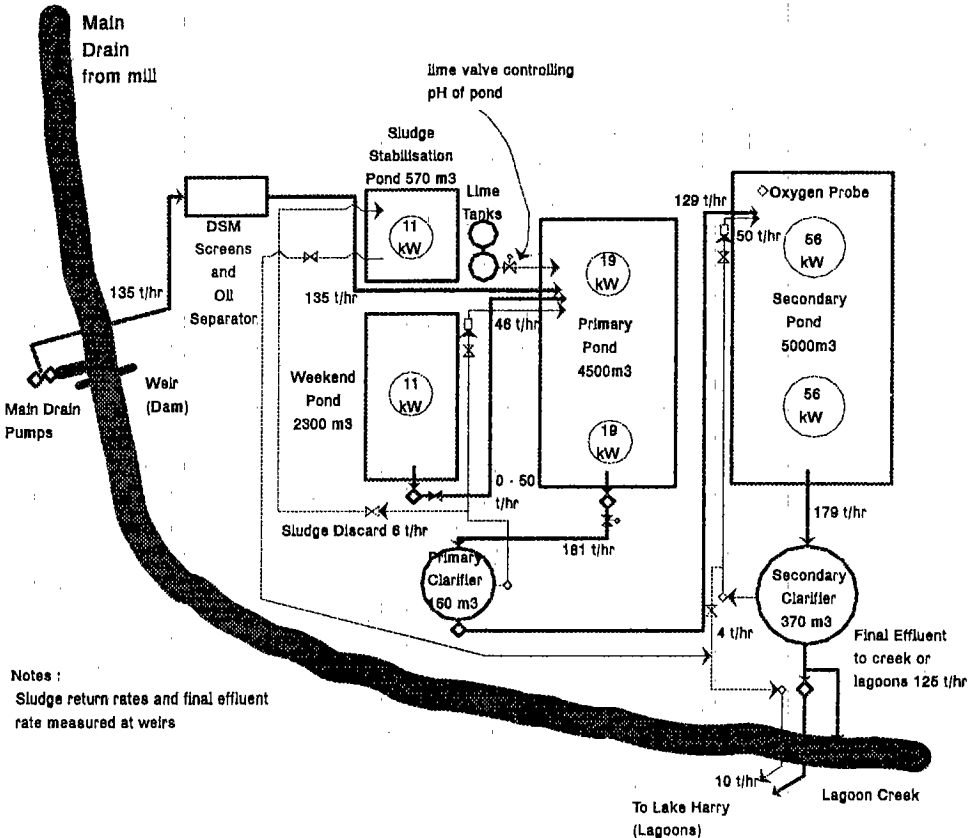 Main
Drain
from mill
lime valve controlling
pH of pond
Sludge
Stabilisation
Pond 570 m3
Lime
Tanks
11
kW
DSM
Screens
and
Oil
Separator
135 t/hr
135 t/hr
46 t/hr
19
kW
Primary
Pond
4500m3
19
kW
129 t/hr
Oxygen Probe
50 t/hr
56
kW
Secondary
Pond
5000m3
56
kW
Weekend
Pond
2300 m3
11
kW
Weir
(Dam)
Main Drain
Pumps
0 - 50
t/hr
Sludge Discard 6 t/hr
181 t/hr
179 t/hr
Primary
Clarifier
160 m3
Secondary
Clarifier
370 m3
4 t/hr
Final Effluent
to creek or
lagoons 125 t/hr
Notes :
Sludge return rates and final effluent
rate measured at weirs
10 t/hr
To Lake Harry
(Lagoons)
Lagoon Creek